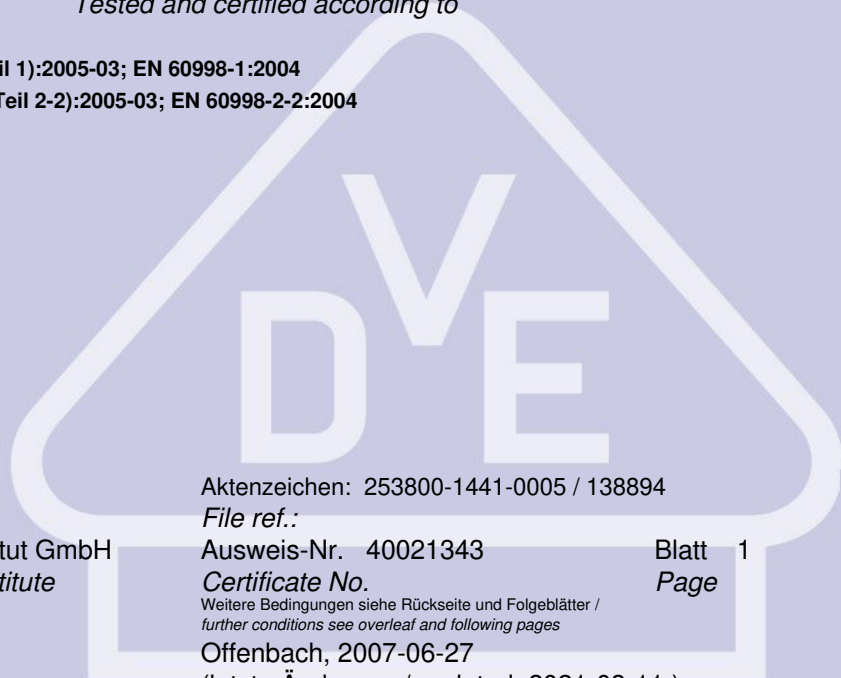 Tested and certified according to
il 1):2005-03; EN 60998-1:2004
Teil 2-2):2005-03; EN 60998-2-2:2004
DVE
Aktenzeichen: 253800-1441-0005 / 138894
File ref.:
tut GmbH Ausweis-Nr. 40021343 Blatt 1
titute Certificate No. Page
Weitere Bedingungen siehe Rückseite und Folgeblätter /
further conditions see overleaf and following pages
Offenbach, 2007-06-27